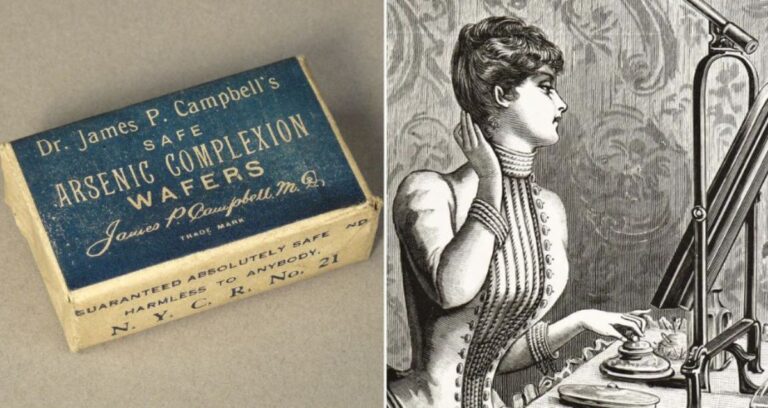 Dr. James P. Campbell's
SAFE
ARSENIC COMPLEXION
WAFERS
James P. Campbell, M.D.
TRADE MARK
GUARANTEED ABSOLUTELY SAFE AND
HARMLESS TO ANYBODY.
N. Y. C. R. No. 21